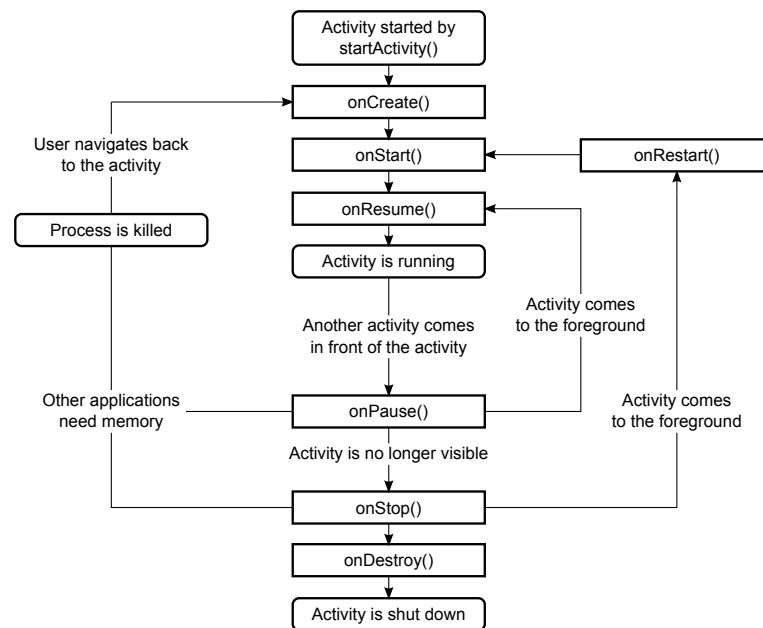 Activity started by
startActivity()
onCreate()
User navigates back
to the activity
onStart()
onRestart()
onResume()
Process is killed
Activity is running
Activity comes
to the foreground
Another activity comes
in front of the activity
Other applications
need memory
onPause()
Activity comes
to the foreground
Activity is no longer visible
onStop()
onDestroy()
Activity is shut down